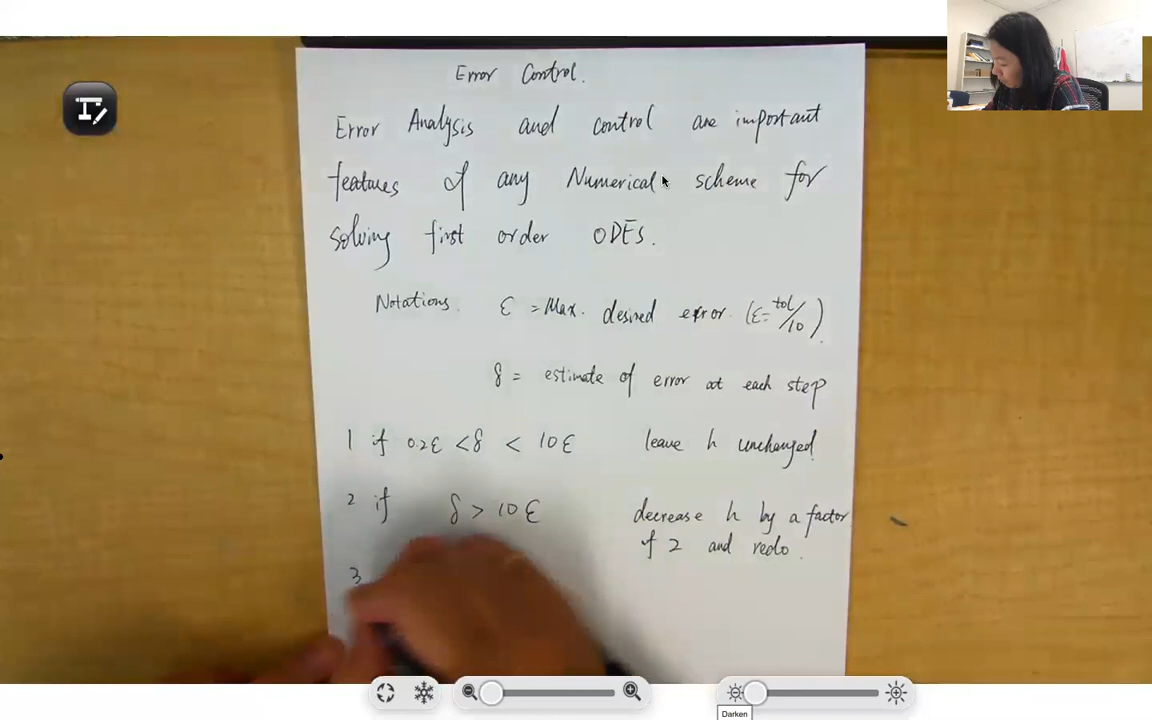 Error Control.
Error Analysis and control are important
features of any Numerical scheme for
solving first order ODEs.
Notations. ε = Max. desired error. (ε = tol/10).
δ = estimate of error at each step
1 if 0.2ε < δ < 10ε leave h unchanged
2 if δ > 10ε decrease h by a factor
of 2 and redo.
3
Darken